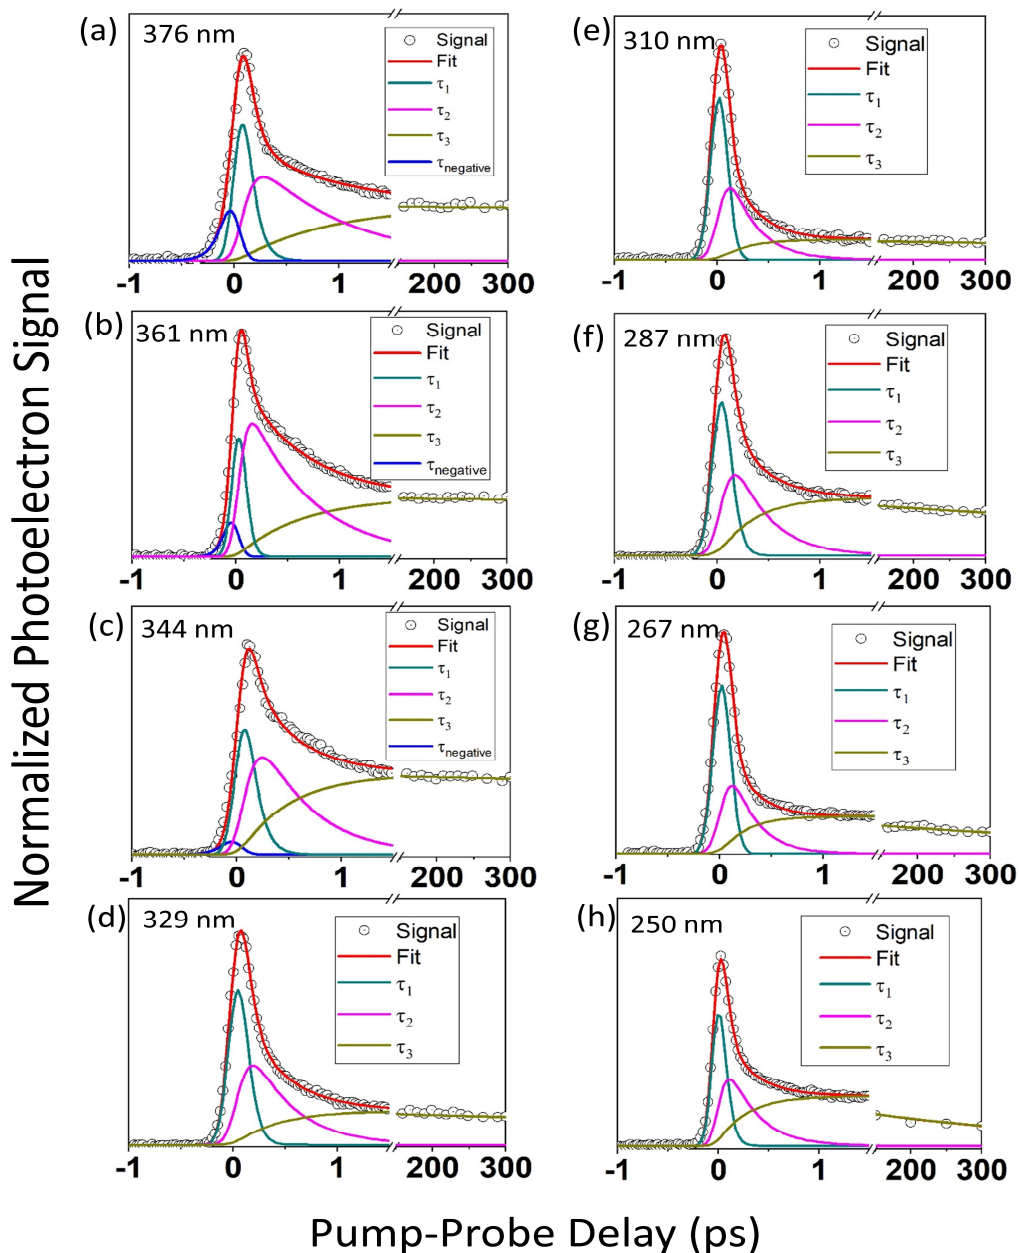 Normalized Photoelectron Signal
(a)
376 nm
Signal
Fit
τ1
τ2
τ3
τnegative
-1 0 1 200 300
(b)
361 nm
Signal
Fit
τ1
τ2
τ3
τnegative
-1 0 1 200 300
(c)
344 nm
Signal
Fit
τ1
τ2
τ3
τnegative
-1 0 1 200 300
(d)
329 nm
Signal
Fit
τ1
τ2
τ3
-1 0 1 200 300
(e)
310 nm
Signal
Fit
τ1
τ2
τ3
-1 0 1 200 300
(f)
287 nm
Signal
Fit
τ1
τ2
τ3
-1 0 1 200 300
(g)
267 nm
Signal
Fit
τ1
τ2
τ3
-1 0 1 200 300
(h)
250 nm
Signal
Fit
τ1
τ2
τ3
-1 0 1 200 300
Pump-Probe Delay (ps)